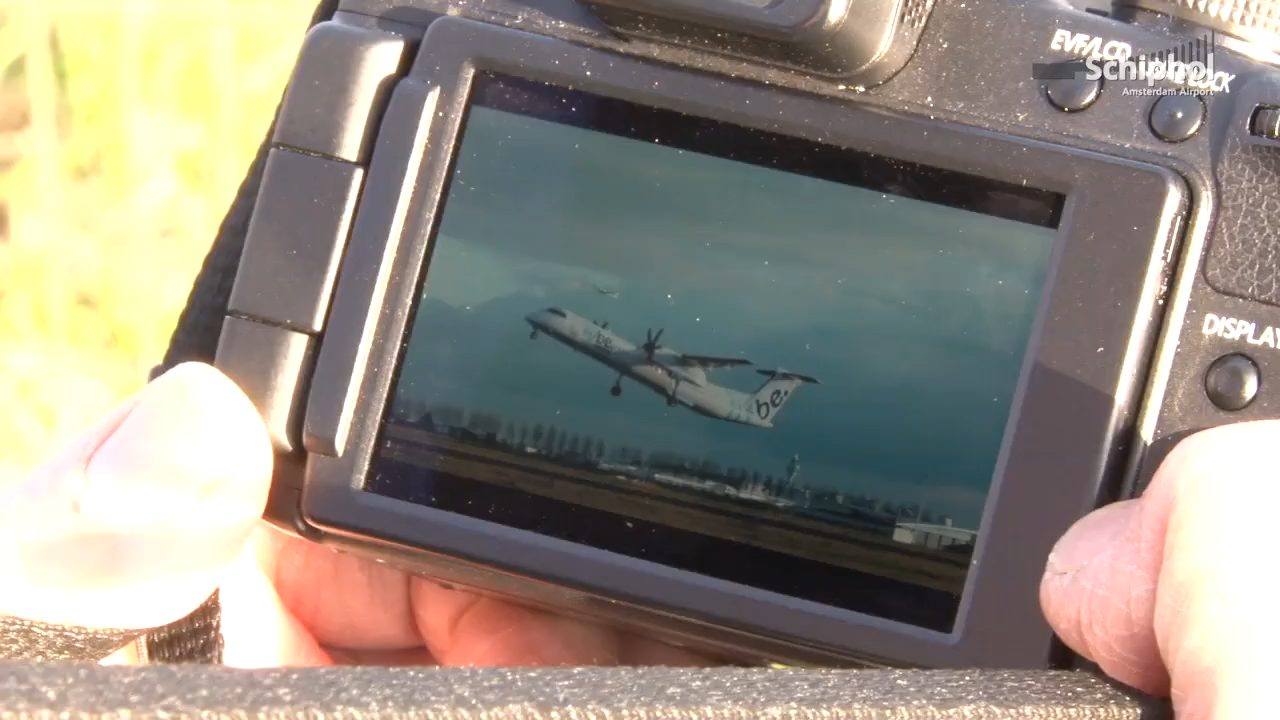 EVF/LCD
Schiphol
Amsterdam Airport
DISPLAY
be.
be.